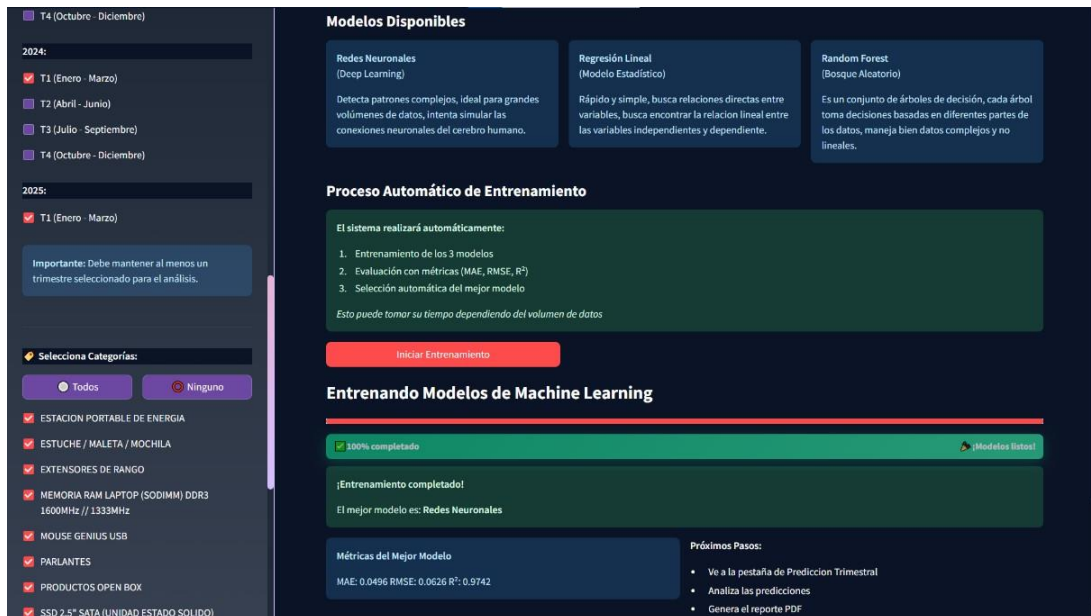 T4 (Octubre - Diciembre)
2024:
T1 (Enero - Marzo)
T2 (Abril - Junio)
T3 (Julio - Septiembre)
T4 (Octubre - Diciembre)
2025:
T1 (Enero - Marzo)
Importante: Debe mantener al menos un
trimestre seleccionado para el análisis.
Selecciona Categorías:
Todos
Ninguno
ESTACION PORTABLE DE ENERGIA
ESTUCHE / MALETA / MOCHILA
EXTENSORES DE RANGO
MEMORIA RAM LAPTOP (SODIMM) DDR3
1600MHz // 1333MHz
MOUSE GENIUS USB
PARLANTES
PRODUCTOS OPEN BOX
SSD 2.5" SATA (UNIDAD ESTADO SOLIDO)
Modelos Disponibles
Redes Neuronales
(Deep Learning)
Detecta patrones complejos, ideal para grandes
volúmenes de datos, intenta simular las
conexiones neuronales del cerebro humano.
Regresión Lineal
(Modelo Estadístico)
Rápido y simple, busca relaciones directas entre
variables, busca encontrar la relacion lineal entre
las variables independientes y dependiente.
Random Forest
(Bosque Aleatorio)
Es un conjunto de árboles de decisión, cada árbol
toma decisiones basadas en diferentes partes de
los datos, maneja bien datos complejos y no
lineales.
Proceso Automático de Entrenamiento
El sistema realizará automáticamente:
1. Entrenamiento de los 3 modelos
2. Evaluación con métricas (MAE, RMSE, R²)
3. Selección automática del mejor modelo
Esto puede tomar su tiempo dependiendo del volumen de datos
Iniciar Entrenamiento
Entrenando Modelos de Machine Learning
100% completado
¡Modelos listos!
¡Entrenamiento completado!
El mejor modelo es: Redes Neuronales
Métricas del Mejor Modelo
MAE: 0.0496 RMSE: 0.0626 R²: 0.9742
Próximos Pasos:
• Ve a la pestaña de Prediccion Trimestral
• Analiza las predicciones
• Genera el reporte PDF